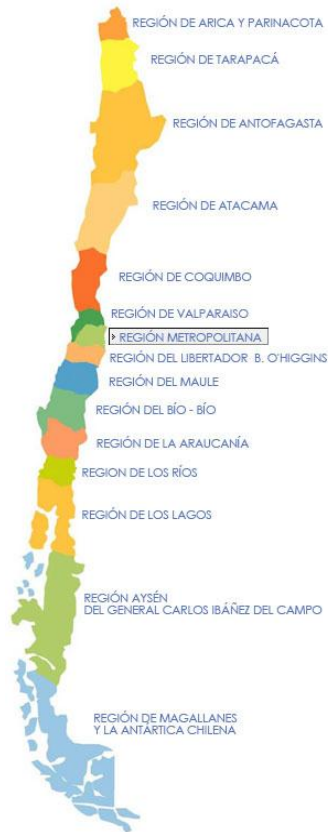 REGIÓN DE ARICA Y PARINACOTA
REGIÓN DE TARAPACÁ
REGIÓN DE ANTOFAGASTA
REGIÓN DE ATACAMA
REGIÓN DE COQUIMBO
REGIÓN DE VALPARAISO
REGIÓN METROPOLITANA
REGIÓN DEL LIBERTADOR B. O'HIGGINS
REGIÓN DEL MAULE
REGIÓN DEL BÍO - BÍO
REGIÓN DE LA ARAUCANÍA
REGION DE LOS RÍOS
REGIÓN DE LOS LAGOS
REGIÓN AYSÉN
DEL GENERAL CARLOS IBÁÑEZ DEL CAMPO
REGIÓN DE MAGALLANES
Y LA ANTÁRTICA CHILENA